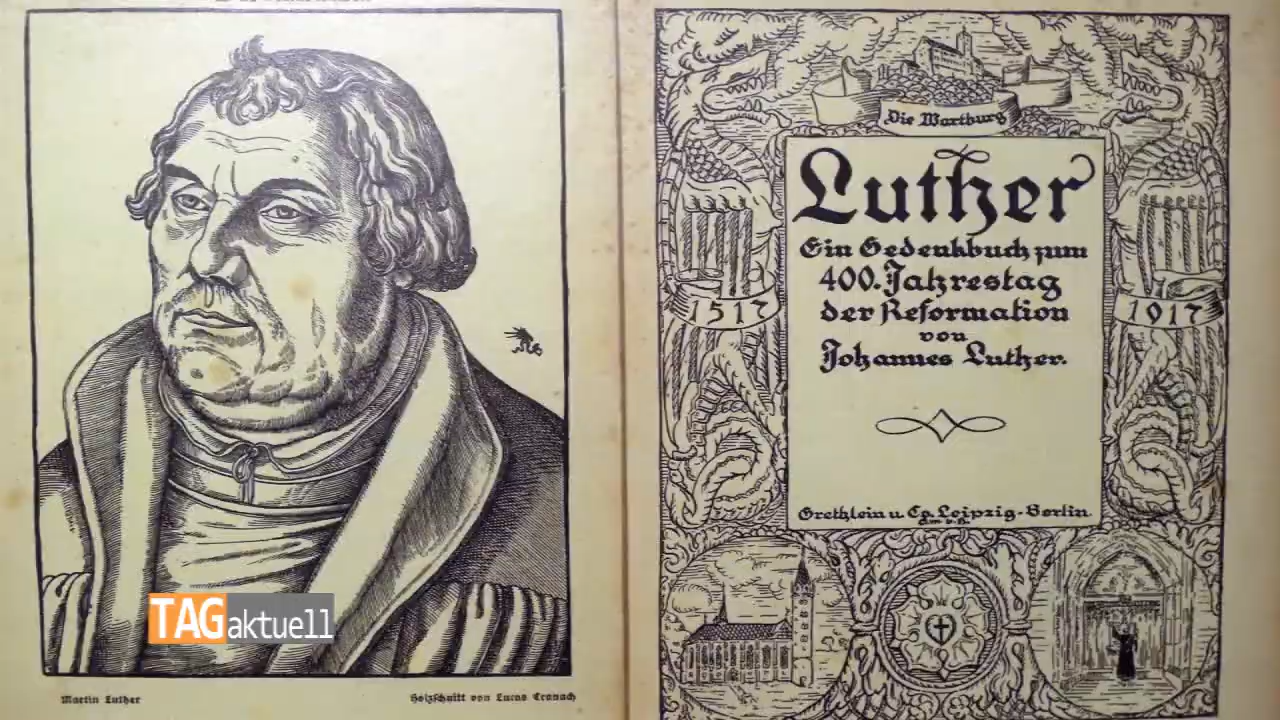 Martin Luther
Holzschnitt von Lucas Cranach
TAGaktuell
Die Wartburg
Luther
Ein Gedenkbuch zum
400. Jahrestag
der Reformation
von
Johannes Luther.
1517
1917
Grethlein u. Co. Leipzig-Berlin
G.m.b.H.